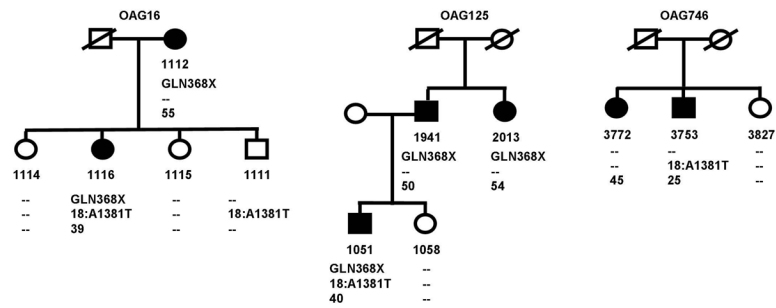 OAG16 OAG125 OAG746
1112
GLN368X
--
55
1941 2013 3772 3753 3827
GLN368X GLN368X -- -- --
-- -- -- 18:A1381T --
50 54 45 25 --
1114 1116 1115 1111
-- GLN368X -- --
-- 18:A1381T -- 18:A1381T
-- 39 -- --
1051 1058
GLN368X --
18:A1381T --
40 --